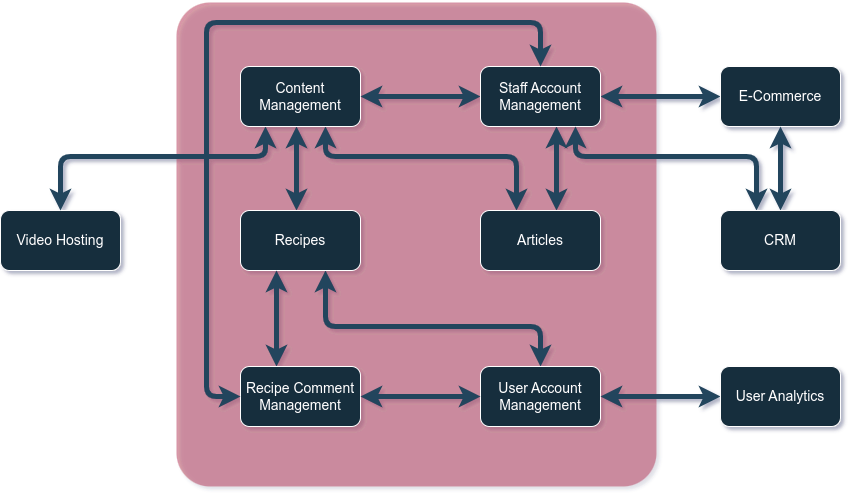 Content
Management
Staff Account
Management
E-Commerce
Video Hosting
Recipes
Articles
CRM
Recipe Comment
Management
User Account
Management
User Analytics